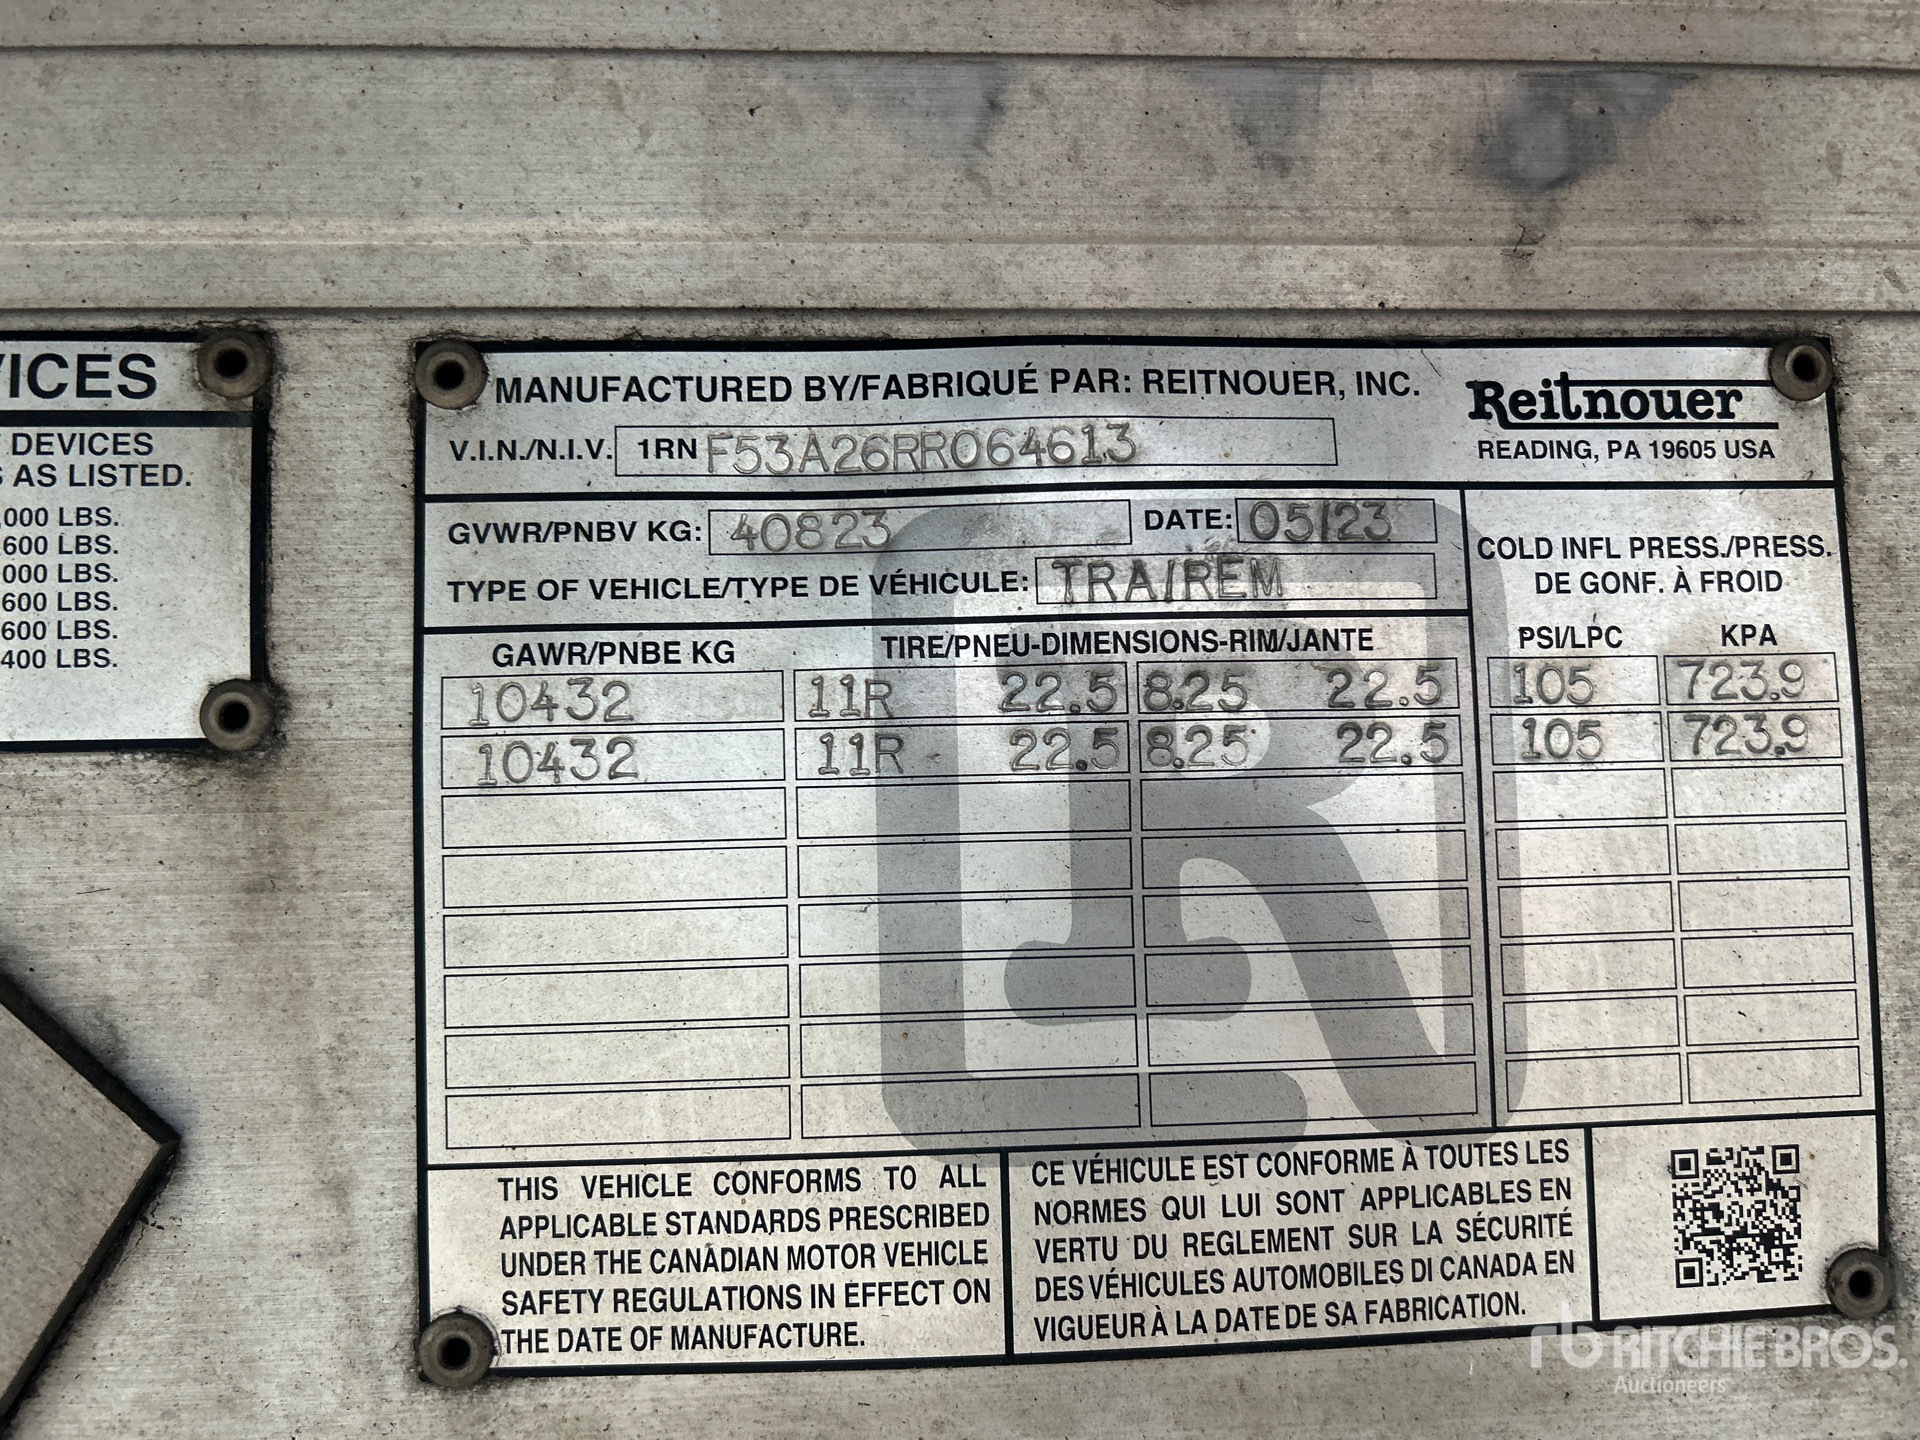 VICES
DEVICES
AS LISTED.
,000 LBS.
600 LBS.
000 LBS.
600 LBS.
600 LBS.
400 LBS.
MANUFACTURED BY/FABRIQUÉ PAR: REITNOUER, INC.
Reitnouer
READING, PA 19605 USA
V.I.N./N.I.V. 1RN F53A26RR064613
GVWR/PNBV KG: 40823 DATE: 05/23
TYPE OF VEHICLE/TYPE DE VÉHICULE: TRA/REM
COLD INFL PRESS./PRESS.
DE GONF. À FROID
GAWR/PNBE KG TIRE/PNEU-DIMENSIONS-RIM/JANTE PSI/LPC KPA
10432 11R 22.5 8.25 22.5 105 723.9
10432 11R 22.5 8.25 22.5 105 723.9
THIS VEHICLE CONFORMS TO ALL
APPLICABLE STANDARDS PRESCRIBED
UNDER THE CANADIAN MOTOR VEHICLE
SAFETY REGULATIONS IN EFFECT ON
THE DATE OF MANUFACTURE.
CE VÉHICULE EST CONFORME À TOUTES LES
NORMES QUI LUI SONT APPLICABLES EN
VERTU DU REGLEMENT SUR LA SÉCURITÉ
DES VÉHICULES AUTOMOBILES DI CANADA EN
VIGUEUR À LA DATE DE SA FABRICATION.
rb RITCHIE BROS.
Auctioneers